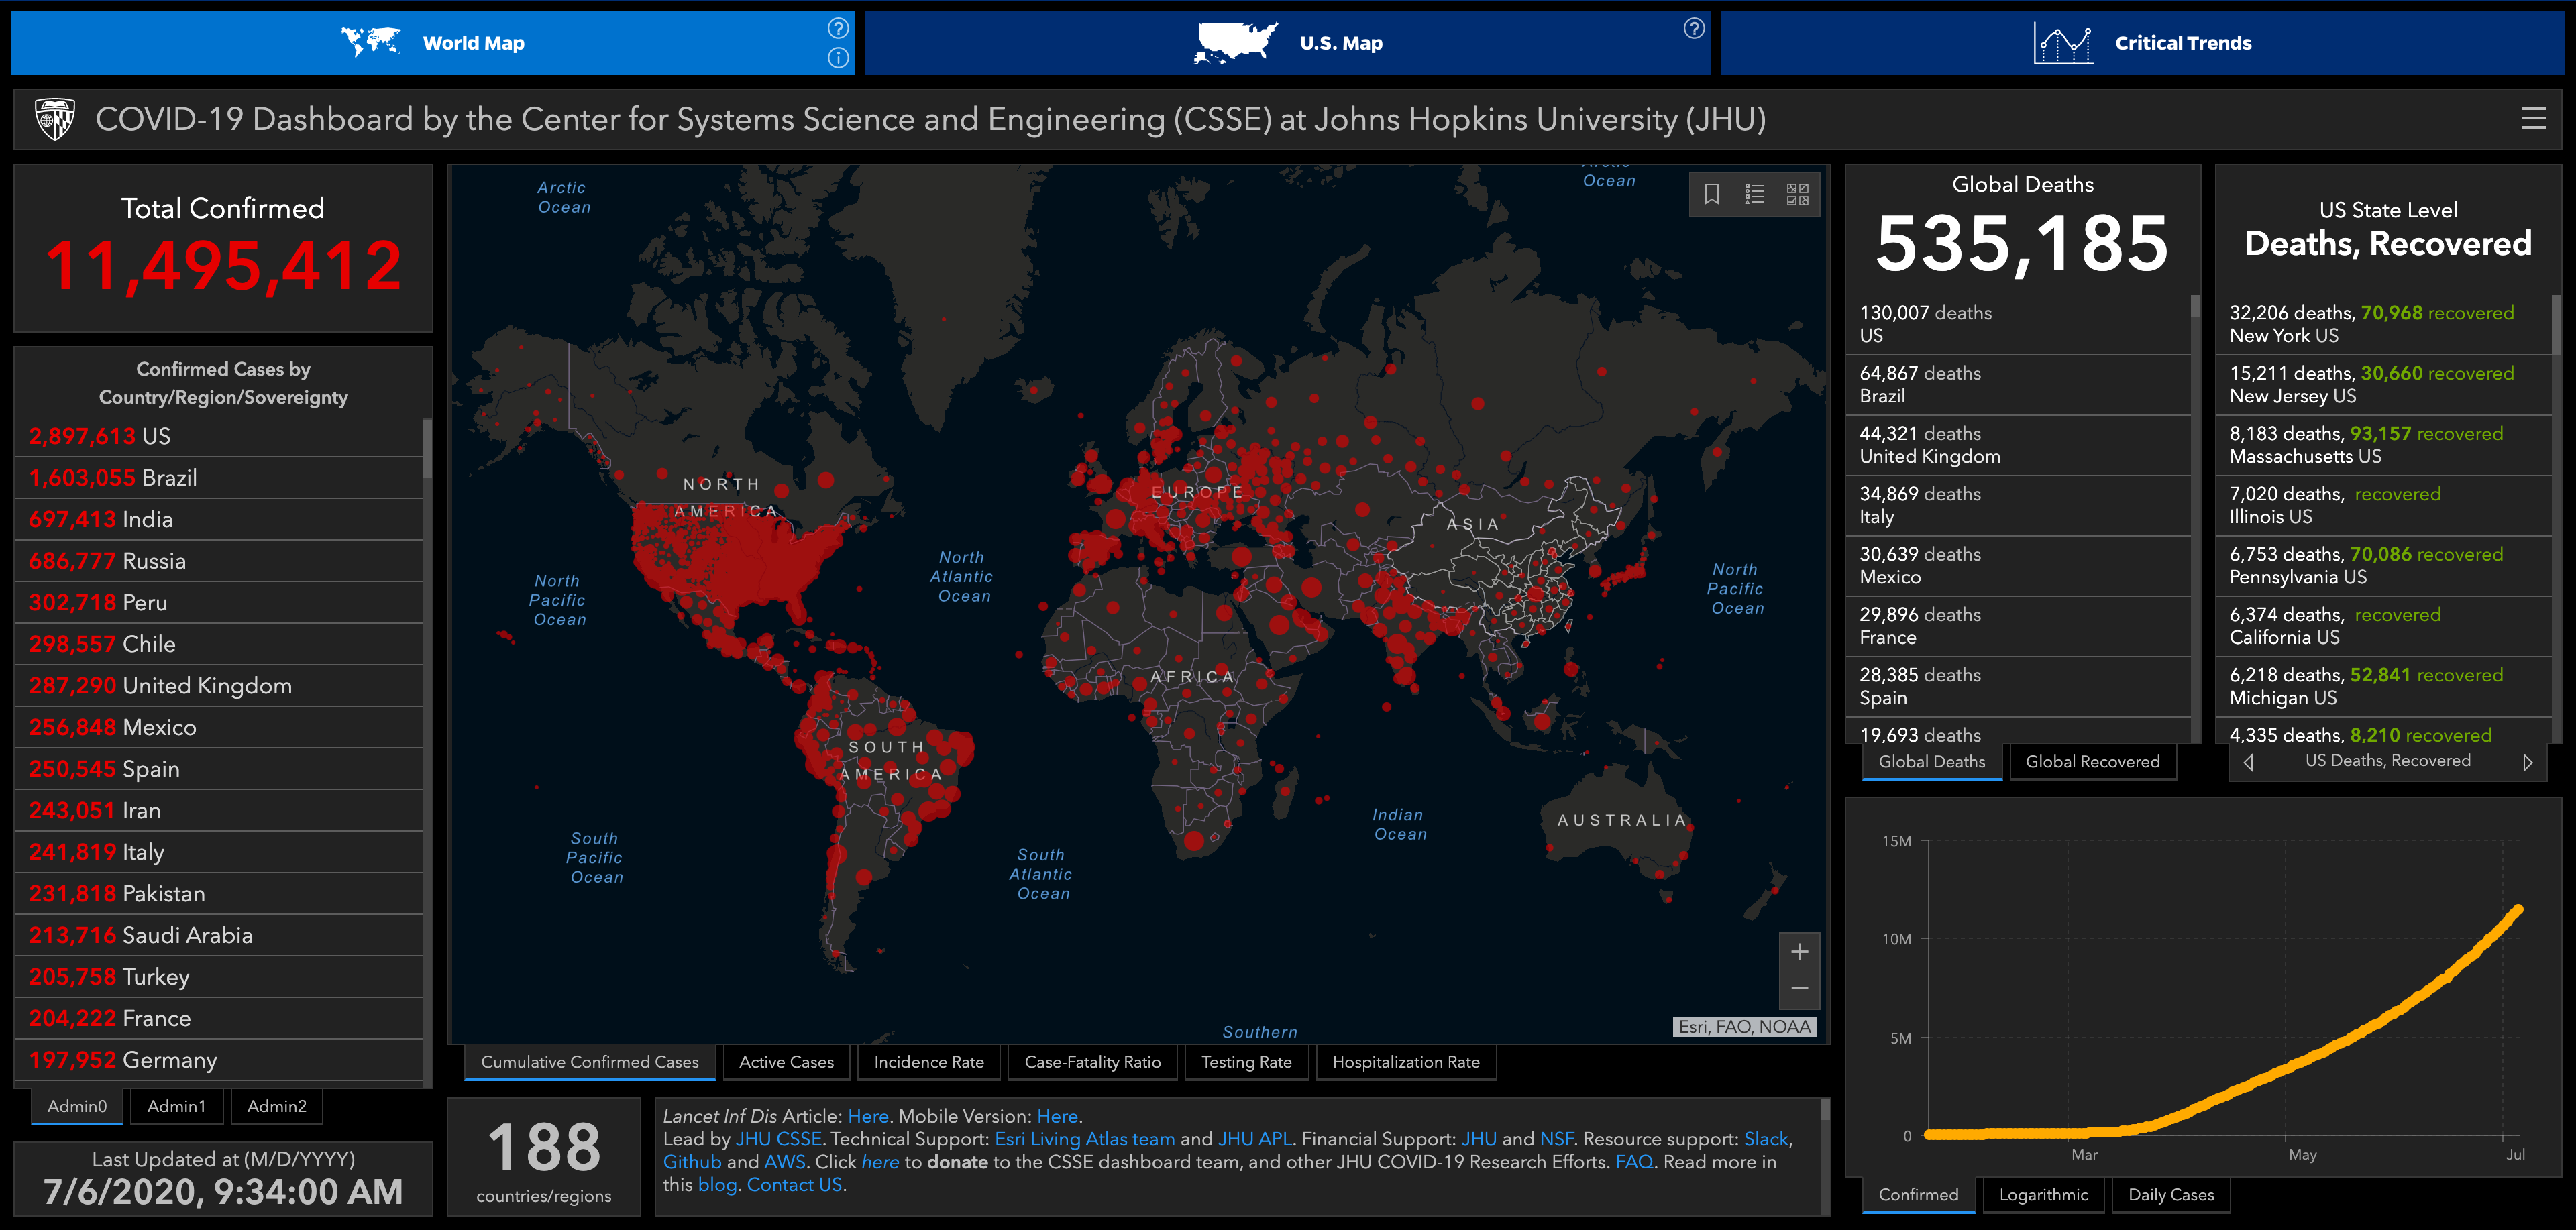 World Map
U.S. Map
Critical Trends
COVID-19 Dashboard by the Center for Systems Science and Engineering (CSSE) at Johns Hopkins University (JHU)
Total Confirmed
11,495,412
Confirmed Cases by
Country/Region/Sovereignty
2,897,613 US
1,603,055 Brazil
697,413 India
686,777 Russia
302,718 Peru
298,557 Chile
287,290 United Kingdom
256,848 Mexico
250,545 Spain
243,051 Iran
241,819 Italy
231,818 Pakistan
213,716 Saudi Arabia
205,758 Turkey
204,222 France
197,952 Germany
Admin0
Admin1
Admin2
Last Updated at (M/D/YYYY)
7/6/2020, 9:34:00 AM
Arctic
Ocean
Arctic
Ocean
NORTH
AMERICA
EUROPE
ASIA
North
Atlantic
Ocean
North
Pacific
Ocean
North
Pacific
Ocean
AFRICA
SOUTH
AMERICA
Indian
Ocean
AUSTRALIA
South
Pacific
Ocean
South
Atlantic
Ocean
Southern
+
−
Esri, FAO, NOAA
Cumulative Confirmed Cases
Active Cases
Incidence Rate
Case-Fatality Ratio
Testing Rate
Hospitalization Rate
188
countries/regions
Lancet Inf Dis Article: Here. Mobile Version: Here.
Lead by JHU CSSE. Technical Support: Esri Living Atlas team and JHU APL. Financial Support: JHU and NSF. Resource support: Slack,
Github and AWS. Click here to donate to the CSSE dashboard team, and other JHU COVID-19 Research Efforts. FAQ. Read more in
this blog. Contact US.
Global Deaths
535,185
130,007 deaths
US
64,867 deaths
Brazil
44,321 deaths
United Kingdom
34,869 deaths
Italy
30,639 deaths
Mexico
29,896 deaths
France
28,385 deaths
Spain
19,693 deaths
Global Deaths
Global Recovered
US State Level
Deaths, Recovered
32,206 deaths, 70,968 recovered
New York US
15,211 deaths, 30,660 recovered
New Jersey US
8,183 deaths, 93,157 recovered
Massachusetts US
7,020 deaths, recovered
Illinois US
6,753 deaths, 70,086 recovered
Pennsylvania US
6,374 deaths, recovered
California US
6,218 deaths, 52,841 recovered
Michigan US
4,335 deaths, 8,210 recovered
US Deaths, Recovered
15M
10M
5M
0
Mar
May
Jul
Confirmed
Logarithmic
Daily Cases